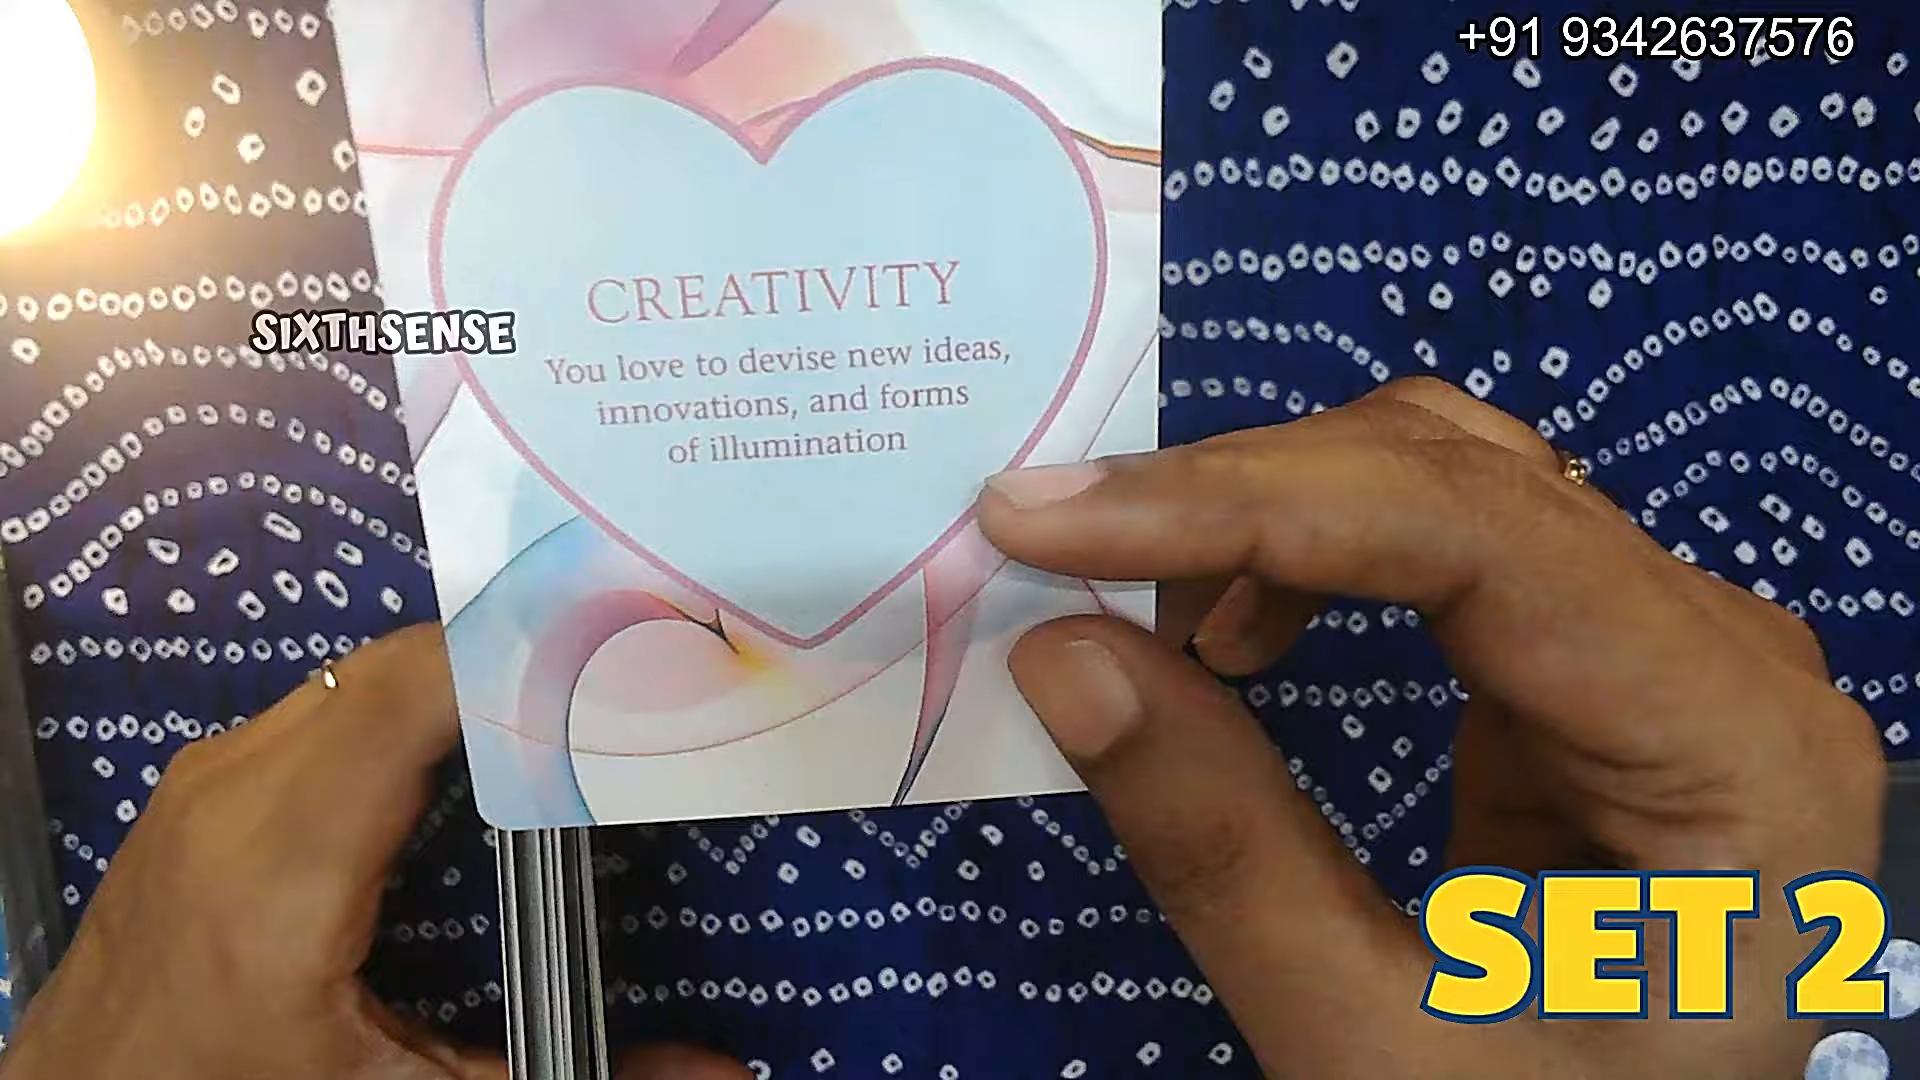 +91 9342637576
CREATIVITY
SIXTHSENSE
You love to devise new ideas,
innovations, and forms
of illumination
SET 2